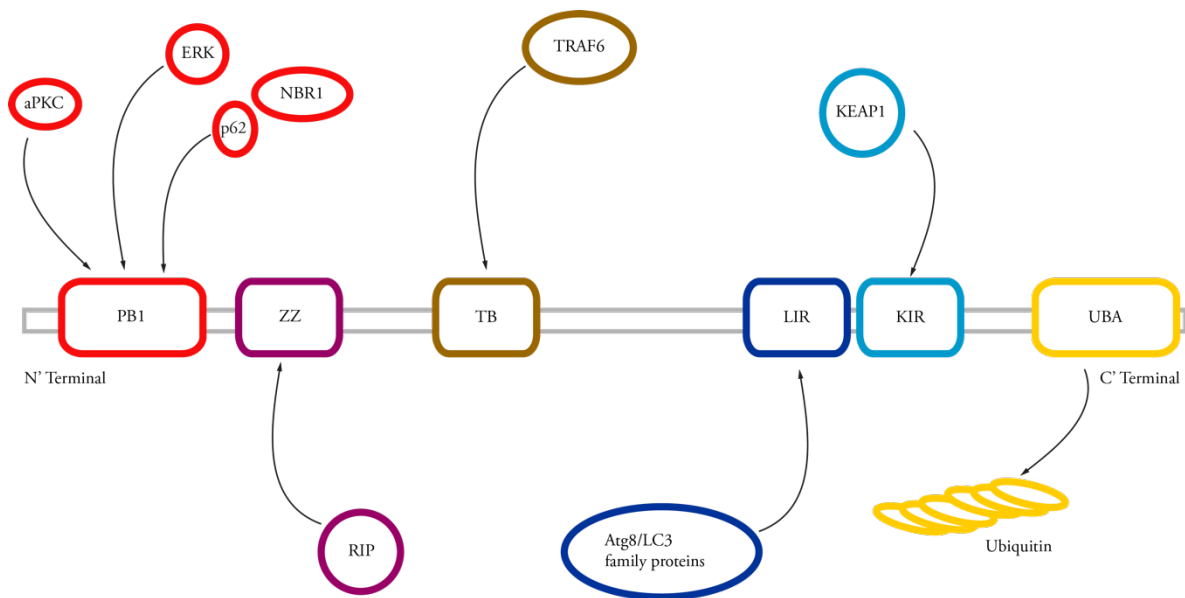 TRAF6
ERK
NBR1
aPKC
p62
KEAP1
PB1
ZZ
TB
LIR
KIR
UBA
N' Terminal
C' Terminal
RIP
Atg8/LC3
family proteins
Ubiquitin